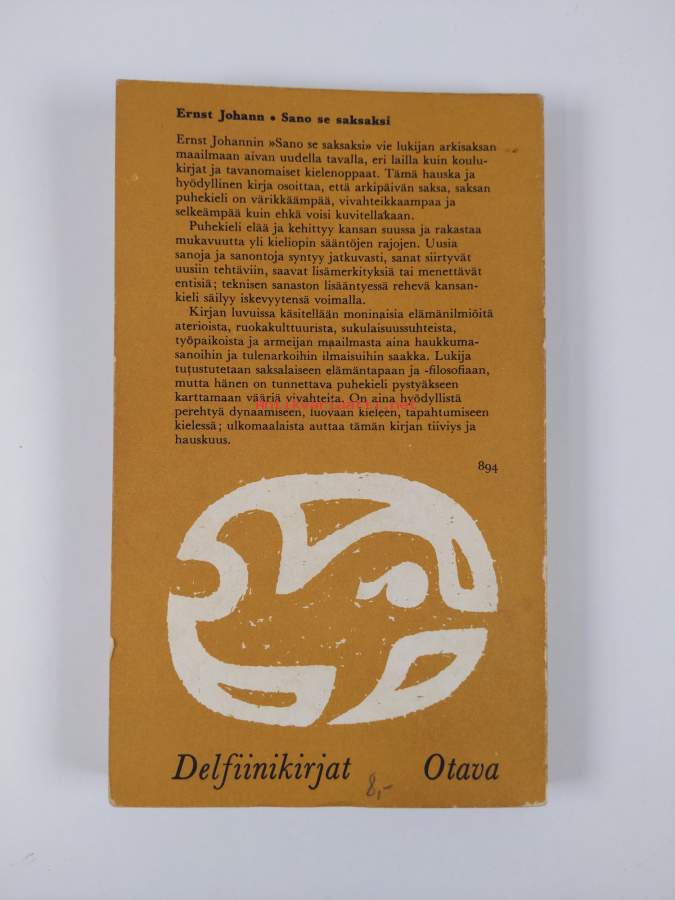 Ernst Johann • Sano se saksaksi
Ernst Johannin »Sano se saksaksi» vie lukijan arkisaksan
maailmaan aivan uudella tavalla, eri lailla kuin koulu-
kirjat ja tavanomaiset kielenoppaat. Tämä hauska ja
hyödyllinen kirja osoittaa, että arkipäivän saksa, saksan
puhekieli on värikkäämpää, vivahteikkaampaa ja
selkeämpää kuin ehkä voisi kuvitellakaan.
Puhekieli elää ja kehittyy kansan suussa ja rakastaa
mukavuutta yli kieliopin sääntöjen rajojen. Uusia
sanoja ja sanontoja syntyy jatkuvasti, sanat siirtyvät
uusiin tehtäviin, saavat lisämerkityksiä tai menettävät
entisiä; teknisen sanaston lisääntyessä rehevä kansan-
kieli säilyy iskevyytensä voimalla.
Kirjan luvuissa käsitellään moninaisia elämänilmiöitä
aterioista, ruokakulttuurista, sukulaisuussuhteista,
työpaikoista ja armeijan maailmasta aina haukkuma-
sanoihin ja tulenarkoihin ilmaisuihin saakka. Lukija
tutustutetaan saksalaiseen elämäntapaan ja -filosofiaan,
mutta hänen on tunnettava puhekieli pystyäkseen
karttamaan vääriä vivahteita. On aina hyödyllistä
perehtyä dynaamiseen, luovaan kieleen, tapahtumiseen
kielessä; ulkomaalaista auttaa tämän kirjan tiiviys ja
hauskuus.
894
Delfiinikirjat Otava
8,-